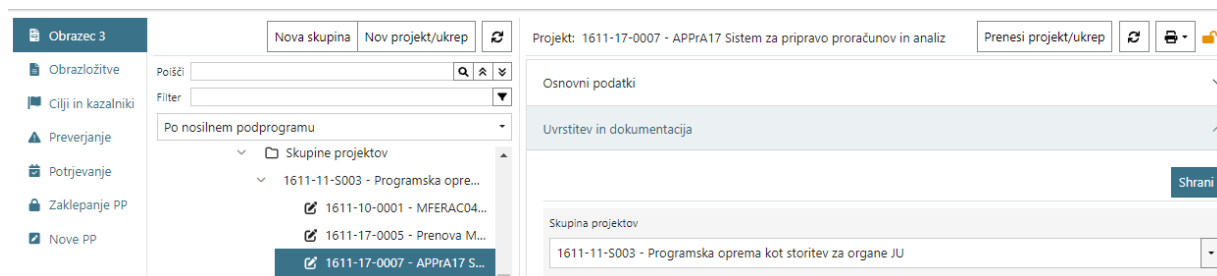 Obrazec 3
Obrazložitve
Cilji in kazalniki
Preverjanje
Potrjevanje
Zaklepanje PP
Nove PP
Nova skupina Nov projekt/ukrep
Poišči
Filter
Po nosilnem podprogramu
Skupine projektov
1611-11-S003 - Programska opre...
1611-10-0001 - MFERAC04...
1611-17-0005 - Prenova M...
1611-17-0007 - APPrA17 S...
Projekt: 1611-17-0007 - APPrA17 Sistem za pripravo proračunov in analiz Prenesi projekt/ukrep
Osnovni podatki
Uvrstitev in dokumentacija
Shrani
Skupina projektov
1611-11-S003 - Programska oprema kot storitev za organe JU